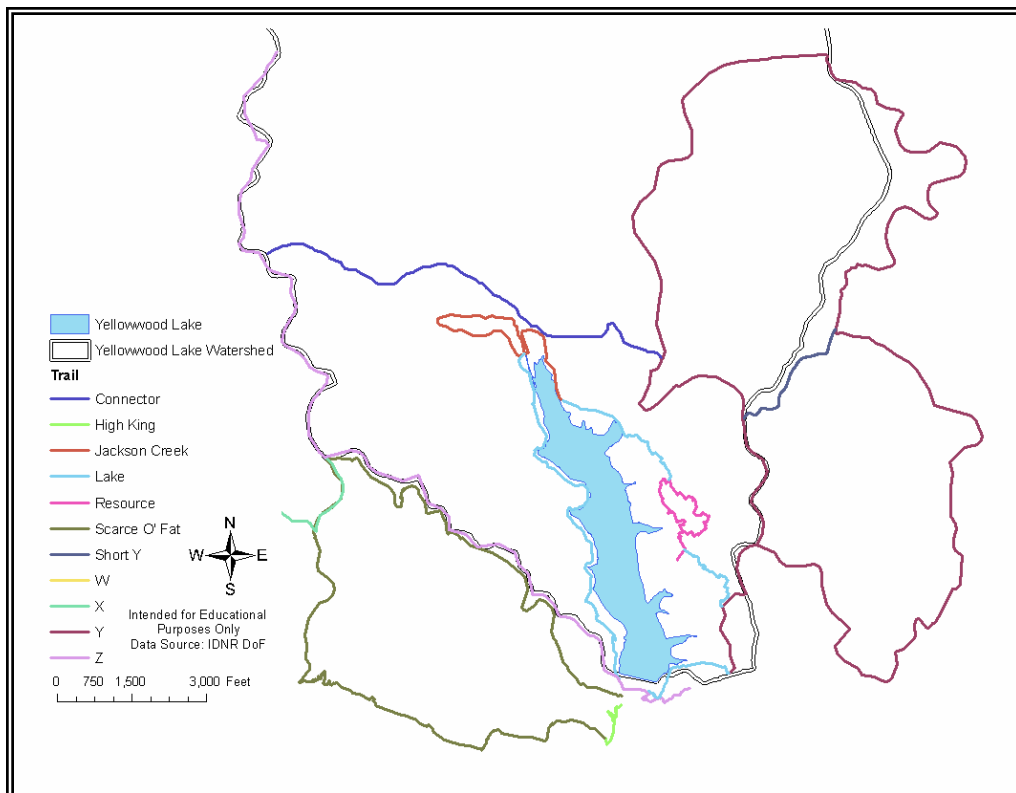 Yellowwood Lake
Yellowwood Lake Watershed
Trail
Connector
High King
Jackson Creek
Lake
Resource
Scarce O' Fat
Short Y
W
X
Y
Z
N
W E
S
Intended for Educational
Purposes Only
Data Source: IDNR DoF
0 750 1,500 3,000 Feet